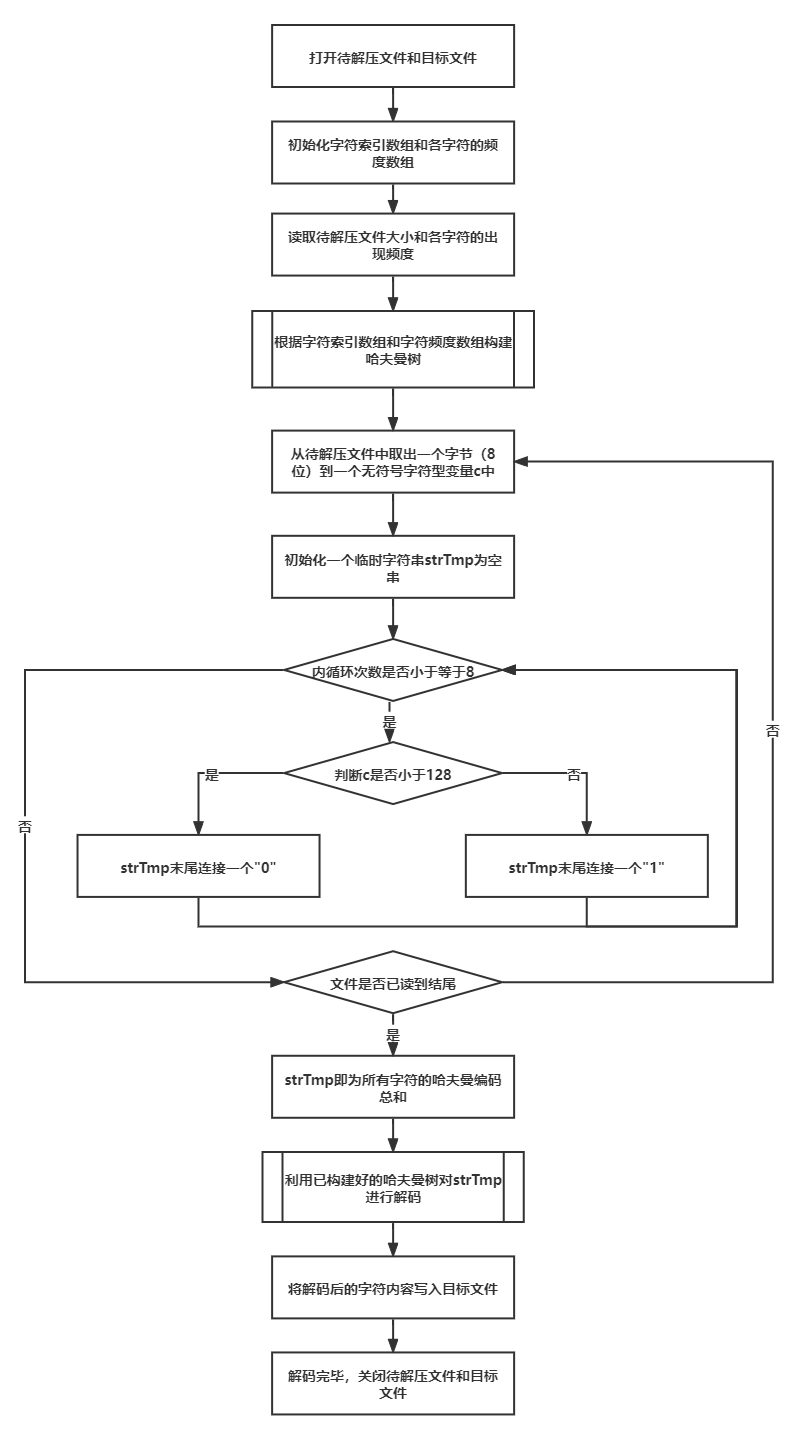 打开待解压文件和目标文件
初始化字符索引数组和各字符的频
度数组
读取待解压文件大小和各字符的出
现频度
根据字符索引数组和字符频度数组构建
哈夫曼树
从待解压文件中取出一个字节（8
位）到一个无符号字符型变量c中
初始化一个临时字符串strTmp为空
串
内循环次数是否小于等于8
是
否
判断c是否小于128
是
否
否
strTmp末尾连接一个"0"
strTmp末尾连接一个"1"
文件是否已读到结尾
是
strTmp即为所有字符的哈夫曼编码
总和
利用已构建好的哈夫曼树对strTmp
进行解码
将解码后的字符内容写入目标文件
解码完毕，关闭待解压文件和目标
文件